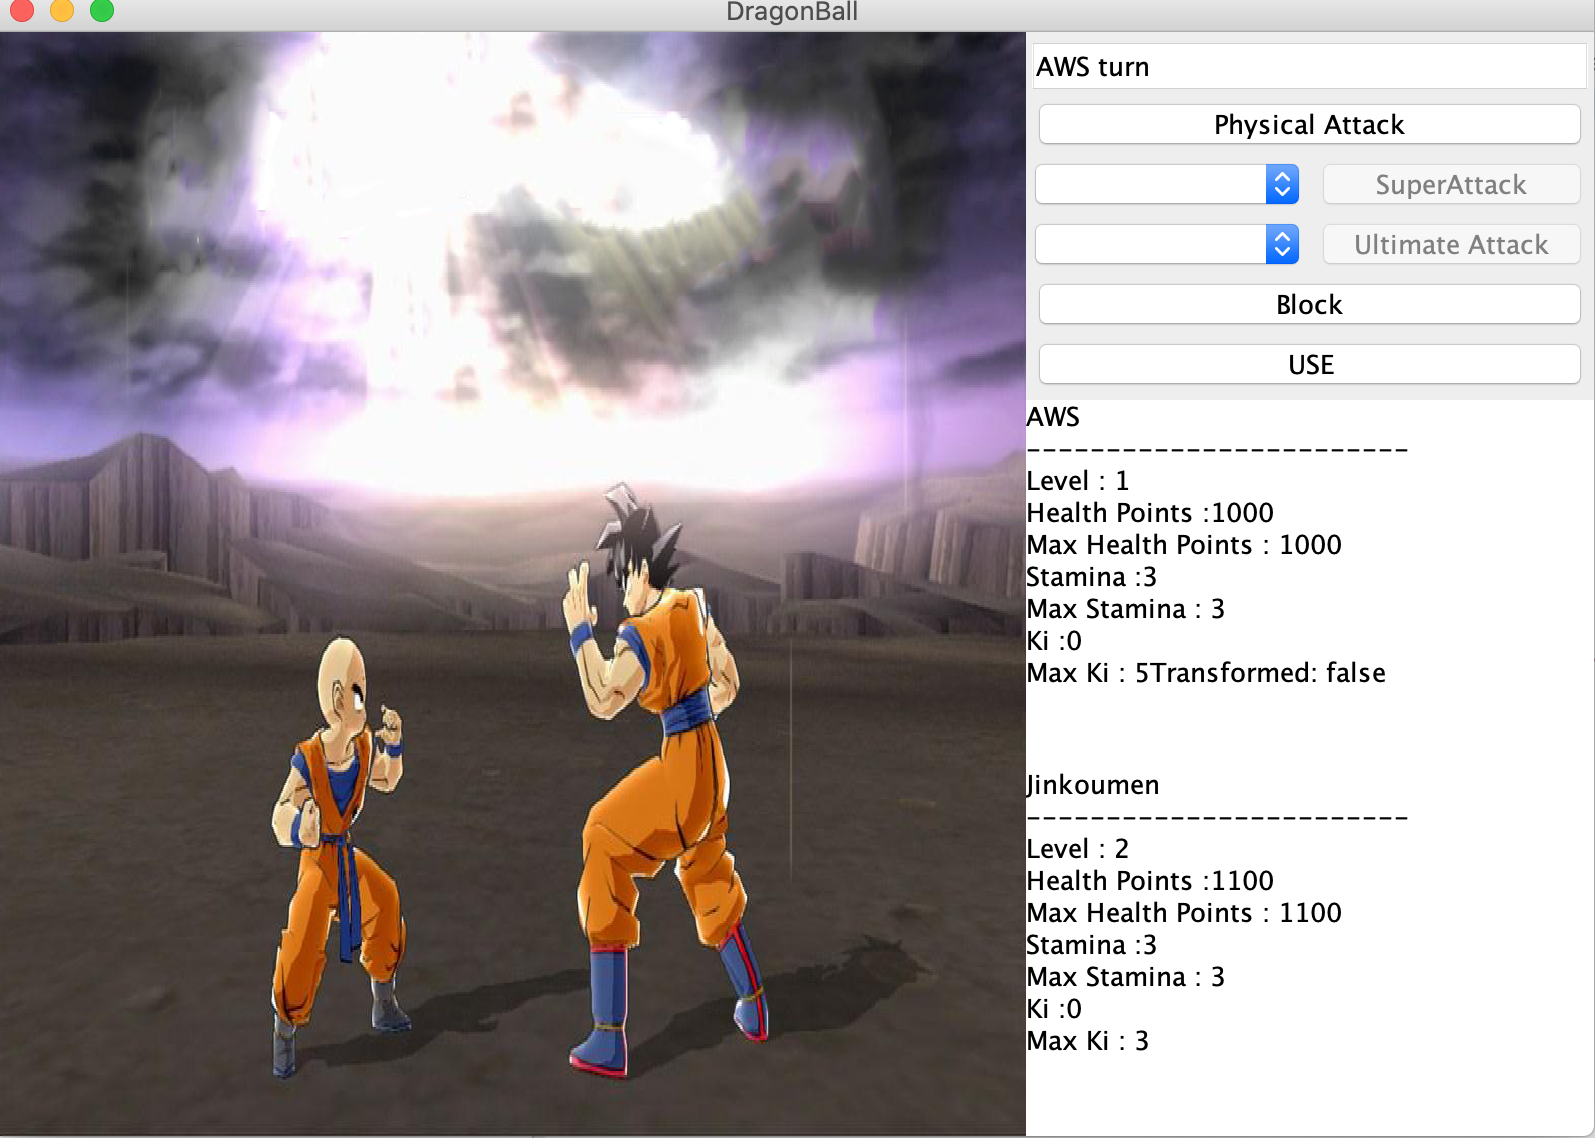 DragonBall
AWS turn
Physical Attack
SuperAttack
Ultimate Attack
Block
USE
AWS
------------------------
Level : 1
Health Points :1000
Max Health Points : 1000
Stamina :3
Max Stamina : 3
Ki :0
Max Ki : 5Transformed: false
Jinkoumen
------------------------
Level : 2
Health Points :1100
Max Health Points : 1100
Stamina :3
Max Stamina : 3
Ki :0
Max Ki : 3